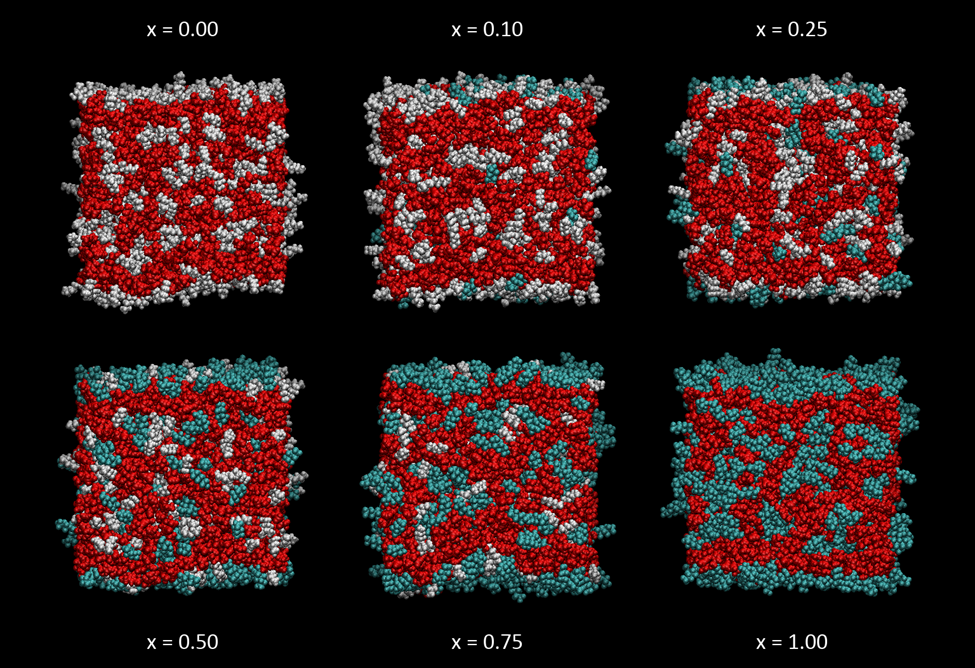 x = 0.00
x = 0.10
x = 0.25
x = 0.50
x = 0.75
x = 1.00